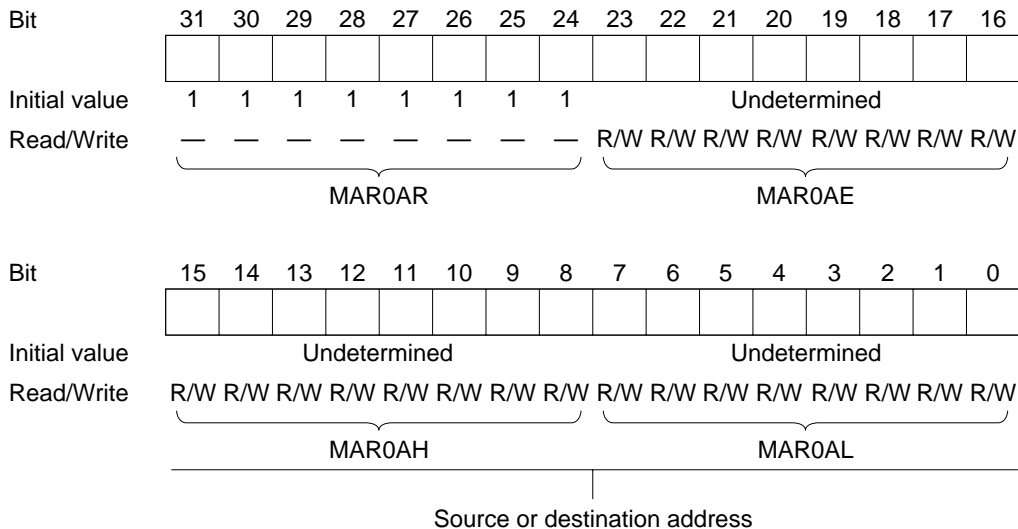 Bit 31 30 29 28 27 26 25 24 23 22 21 20 19 18 17 16
Initial value 1 1 1 1 1 1 1 1 Undetermined
Read/Write — — — — — — — — R/W R/W R/W R/W R/W R/W R/W R/W
MAR0AR MAR0AE
Bit 15 14 13 12 11 10 9 8 7 6 5 4 3 2 1 0
Initial value Undetermined Undetermined
Read/Write R/W R/W R/W R/W R/W R/W R/W R/W R/W R/W R/W R/W R/W R/W R/W R/W
MAR0AH MAR0AL
Source or destination address